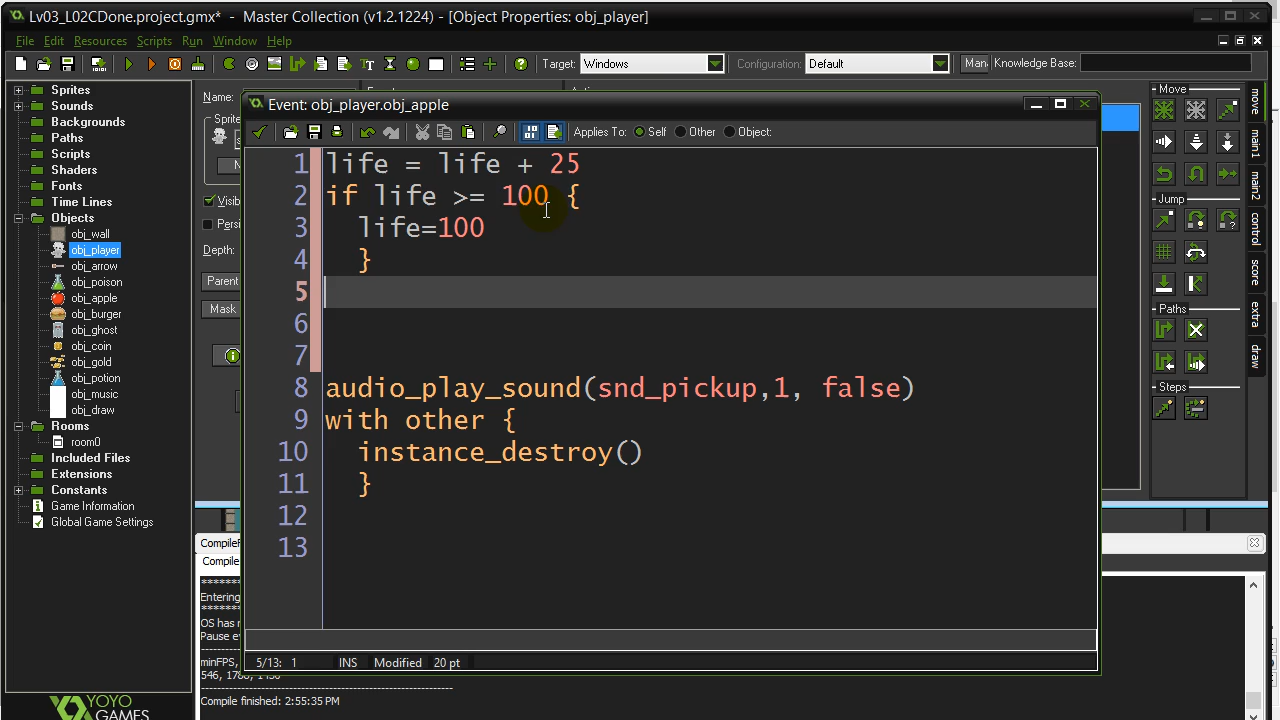 Lv03_L02CDone.project.gmx* - Master Collection (v1.2.1224) - [Object Properties: obj_player]
File Edit Resources Scripts Run Window Help
Target: Windows Configuration: Default Man Knowledge Base:
Sprites
Sounds
Backgrounds
Paths
Scripts
Shaders
Fonts
Time Lines
Objects
obj_wall
obj_player
obj_arrow
obj_poison
obj_apple
obj_burger
obj_ghost
obj_coin
obj_gold
obj_potion
obj_music
obj_draw
Rooms
room0
Included Files
Extensions
Constants
Game Information
Global Game Settings
YOYO
GAMES
Name:
Sprite
Visib
Persi
Depth:
Parent
Mask
Event: obj_player.obj_apple
Applies To: Self Other Object:
1 life = life + 25
2 if life >= 100 {
3 life=100
4 }
5
6
7
8 audio_play_sound(snd_pickup,1, false)
9 with other {
10 instance_destroy()
11 }
12
13
5/13: 1 INS Modified 20 pt
Move
Jump
Paths
Steps
move
main1
main2
control
score
extra
draw
Compile
Entering
OS has
Pause e
minFPS,
Compile finished: 2:55:35 PM